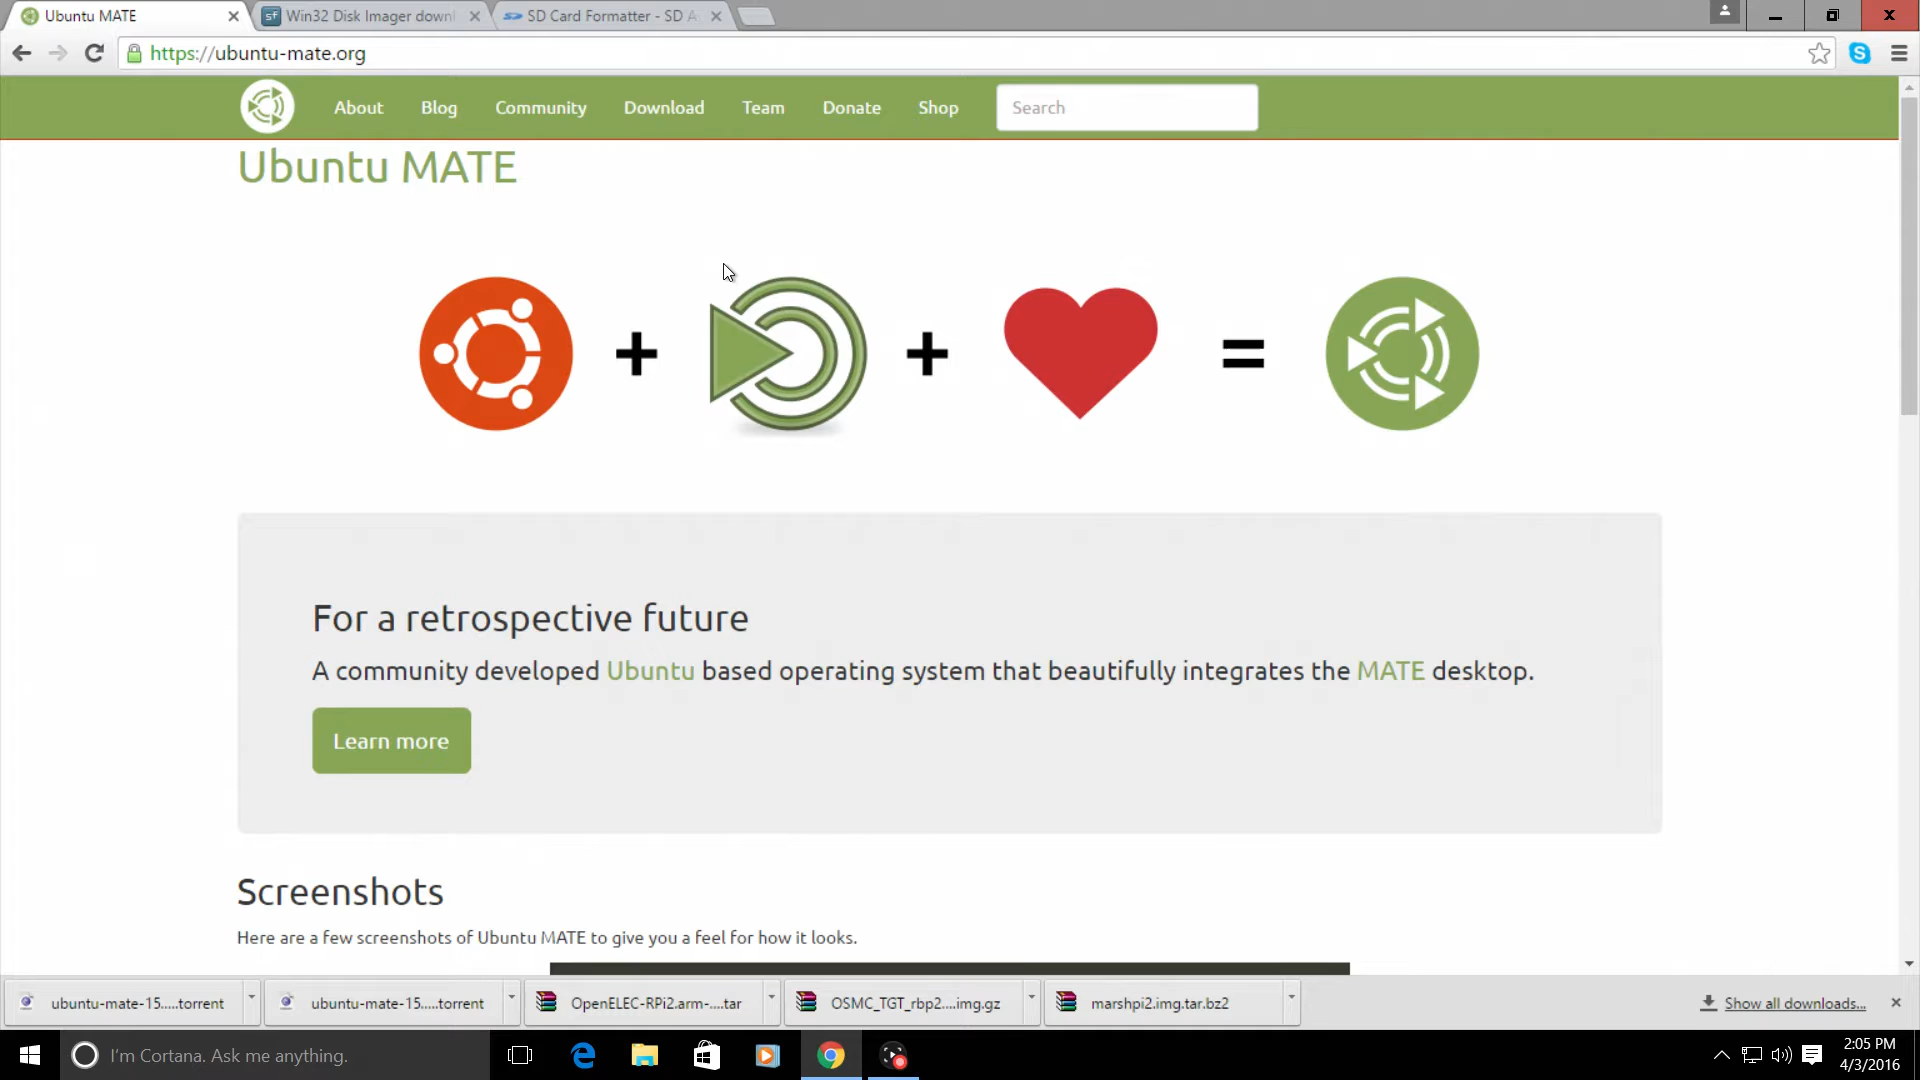 Ubuntu MATE
Win32 Disk Imager downl
SD Card Formatter - SD A
https://ubuntu-mate.org
About
Blog
Community
Download
Team
Donate
Shop
Search
Ubuntu MATE
+ + =
For a retrospective future
A community developed Ubuntu based operating system that beautifully integrates the MATE desktop.
Learn more
Screenshots
Here are a few screenshots of Ubuntu MATE to give you a feel for how it looks.
ubuntu-mate-15.....torrent
ubuntu-mate-15.....torrent
OpenELEC-RPi2.arm-....tar
OSMC_TGT_rbp2....img.gz
marshpi2.img.tar.bz2
Show all downloads...
I'm Cortana. Ask me anything.
2:05 PM
4/3/2016